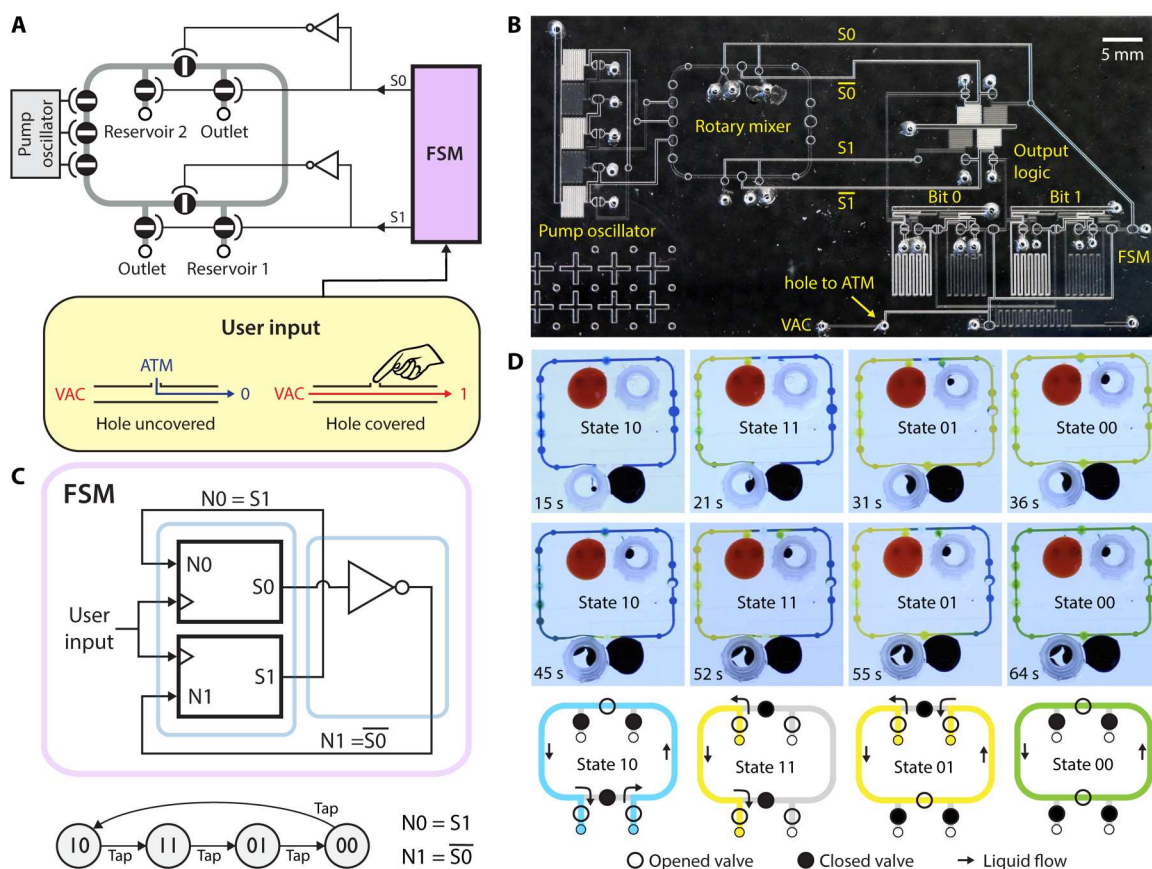 A
Pump oscillator
Reservoir 2
Outlet
Outlet
Reservoir 1
S0
S1
FSM
User input
VAC
ATM
0
Hole uncovered
VAC
1
Hole covered
B
5 mm
S0
S0
S1
S1
Rotary mixer
Pump oscillator
Output
logic
Bit 0
Bit 1
FSM
hole to ATM
VAC
C
FSM
N0 = S1
N0
S0
User
input
S1
N1
N1 = S0
10
Tap
11
Tap
01
Tap
00
Tap
N0 = S1
N1 = S0
D
State 10
15 s
State 11
21 s
State 01
31 s
State 00
36 s
State 10
45 s
State 11
52 s
State 01
55 s
State 00
64 s
State 10
State 11
State 01
State 00
Opened valve
Closed valve
Liquid flow